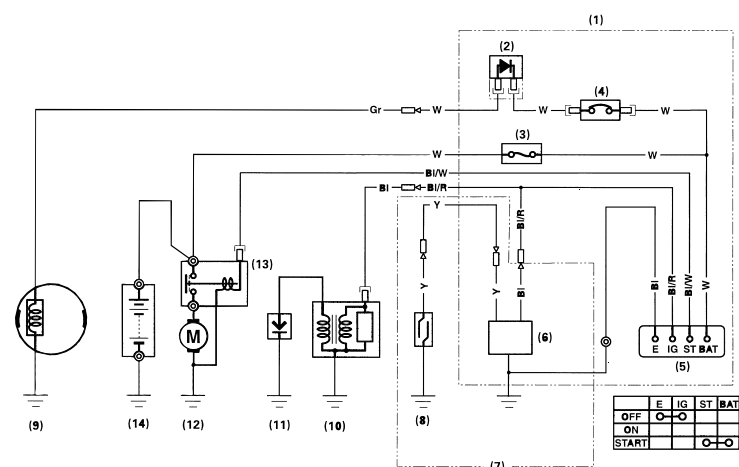 (1)
(2)
(4)
Gr W W W
(3)
W W
Bl/W
Bl Bl/R
Y
Bl/R
(13)
Y
Y
Bl
Bl
Bl/R
Bl/W
W
M
(6)
E IG ST BAT
(5)
(9)
(14)
(12)
(11)
(10)
(8)
(7)
E IG ST BAT
OFF
ON
START